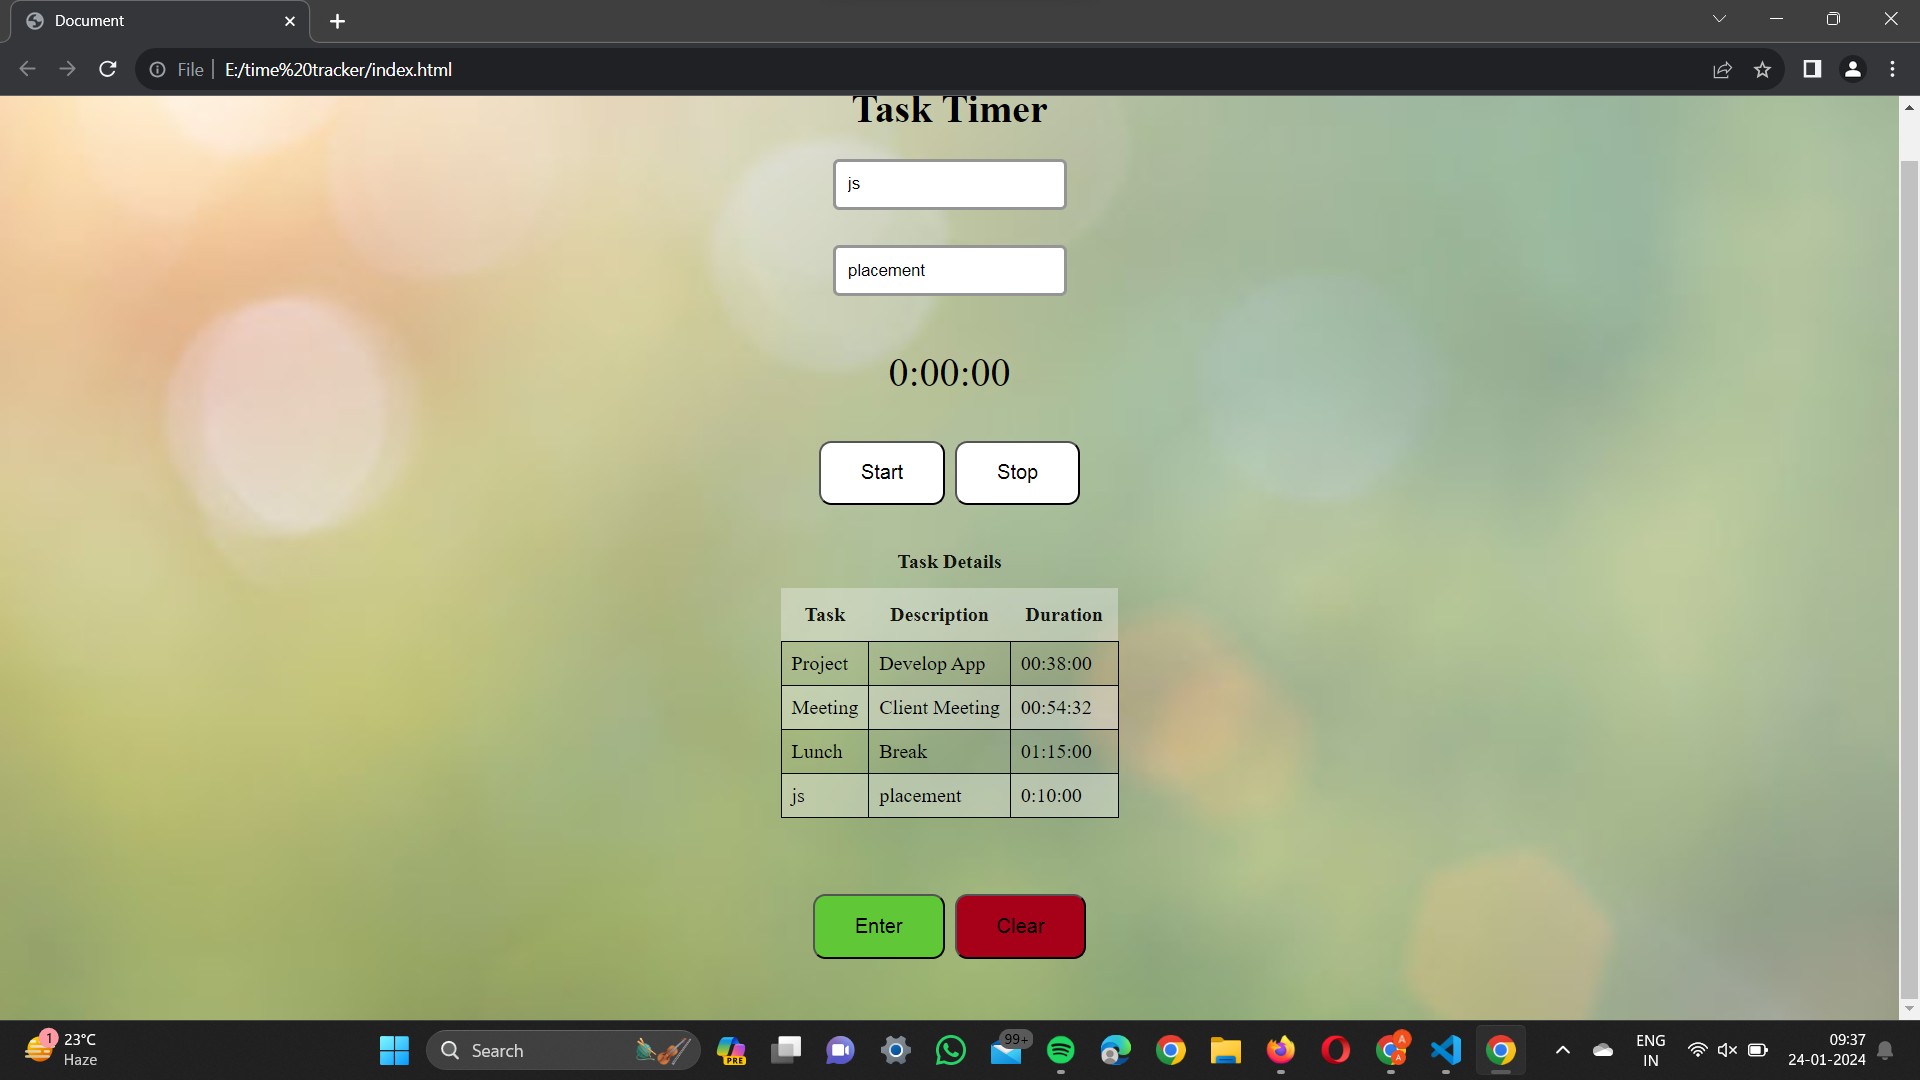 Document
File
E:/time%20tracker/index.html
Task Timer
js
placement
0:00:00
Start Stop
Task Details
Task Description Duration
Project Develop App 00:38:00
Meeting Client Meeting 00:54:32
Lunch Break 01:15:00
js placement 0:10:00
Enter Clear
1
23°C
Haze
Search
PRE
99+
A
A
ENG
IN
09:37
24-01-2024